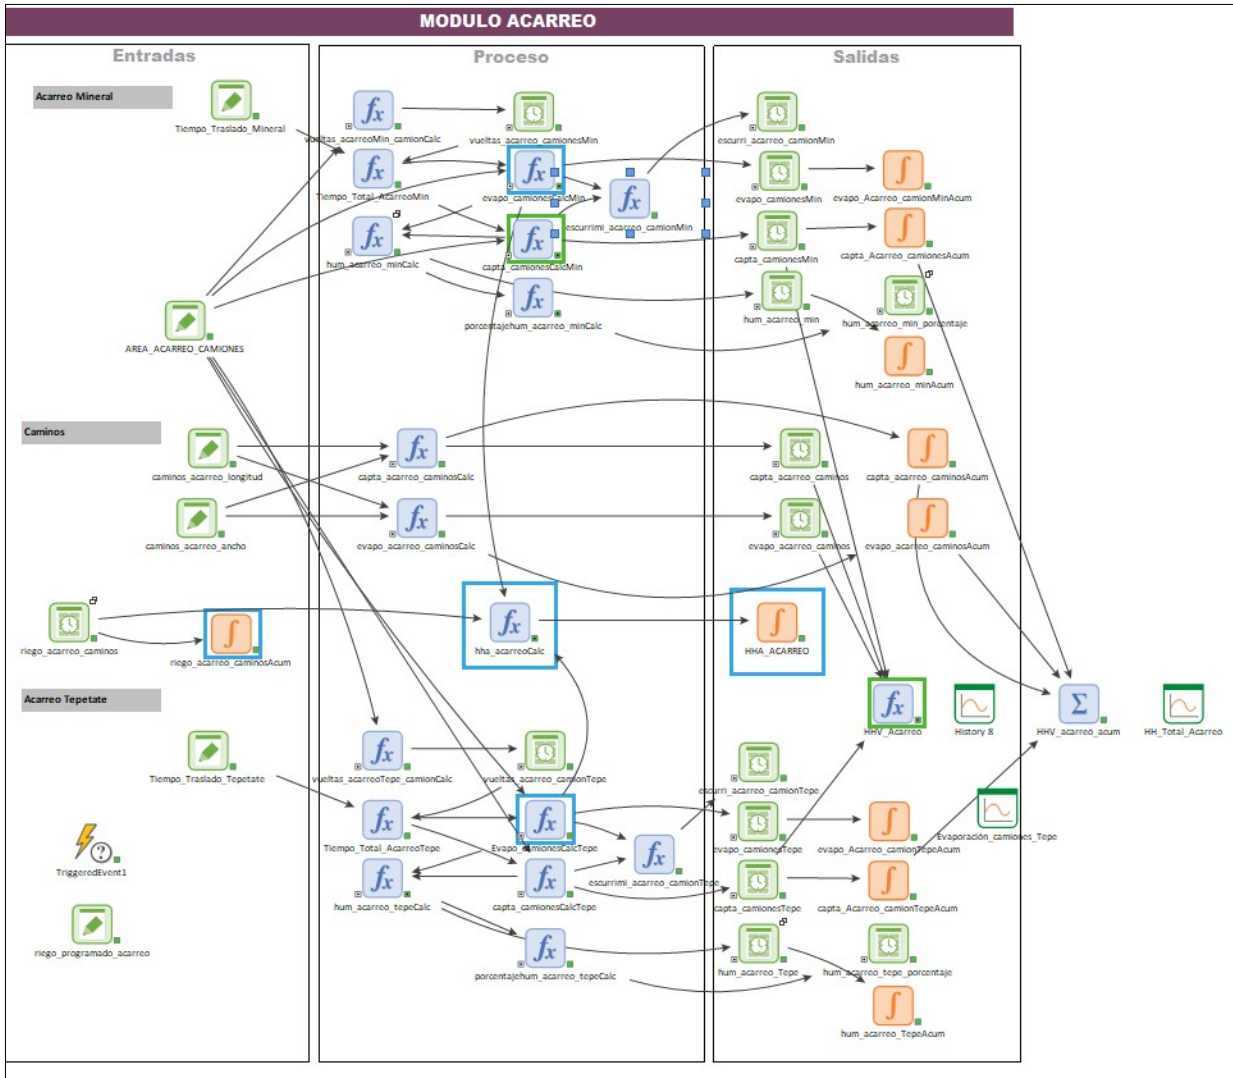 MODULO ACARREO
Entradas
Proceso
Salidas
Acarreo Mineral
Tiempo_Traslado_Mineral
vueltas_acarreoMin_camionCalc
vueltas_acarreo_camionesMin
escurri_acarreo_camionMin
Tiempo_Total_AcarreoMin
evapo_camionesCalcMin
escurrimi_acarreo_camionMin
evapo_camionesMin
evapo_Acarreo_camionMinAcum
hum_acarreo_minCalc
capta_camionesCalcMin
capta_camionesMin
capta_Acarreo_camionesAcum
porcentajehum_acarreo_minCalc
hum_acarreo_min
hum_acarreo_min_porcentaje
AREA_ACARREO_CAMIONES
hum_acarreo_minAcum
Caminos
caminos_acarreo_longitud
capta_acarreo_caminosCalc
capta_acarreo_caminos
capta_acarreo_caminosAcum
caminos_acarreo_ancho
evapo_acarreo_caminosCalc
evapo_acarreo_caminos
evapo_acarreo_caminosAcum
riego_acarreo_caminos
riego_acarreo_caminosAcum
hha_acarreoCalc
HHA_ACARREO
Acarreo Tepetate
HHV_Acarreo
History 8
HHV_acarreo_acum
HH_Total_Acarreo
Tiempo_Traslado_Tepetate
vueltas_acarreoTepe_camionCalc
vueltas_acarreo_camionTepe
escurri_acarreo_camionTepe
Tiempo_Total_AcarreoTepe
Evapo_camionesCalcTepe
escurrimi_acarreo_camionTepe
evapo_camionesTepe
evapo_Acarreo_camionTepeAcum
Evaporación_camiones_Tepe
TriggeredEvent1
hum_acarreo_tepeCalc
capta_camionesCalcTepe
capta_camionesTepe
capta_Acarreo_camionTepeAcum
riego_programado_acarreo
porcentajehum_acarreo_tepeCalc
hum_acarreo_Tepe
hum_acarreo_tepe_porcentaje
hum_acarreo_TepeAcum